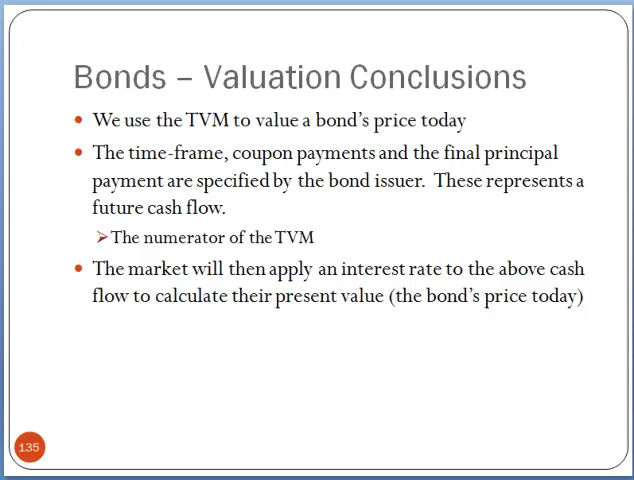 Bonds – Valuation Conclusions
We use the TVM to value a bond's price today
The time-frame, coupon payments and the final principal
payment are specified by the bond issuer. These represents a
future cash flow.
The numerator of the TVM
The market will then apply an interest rate to the above cash
flow to calculate their present value (the bond's price today)
135